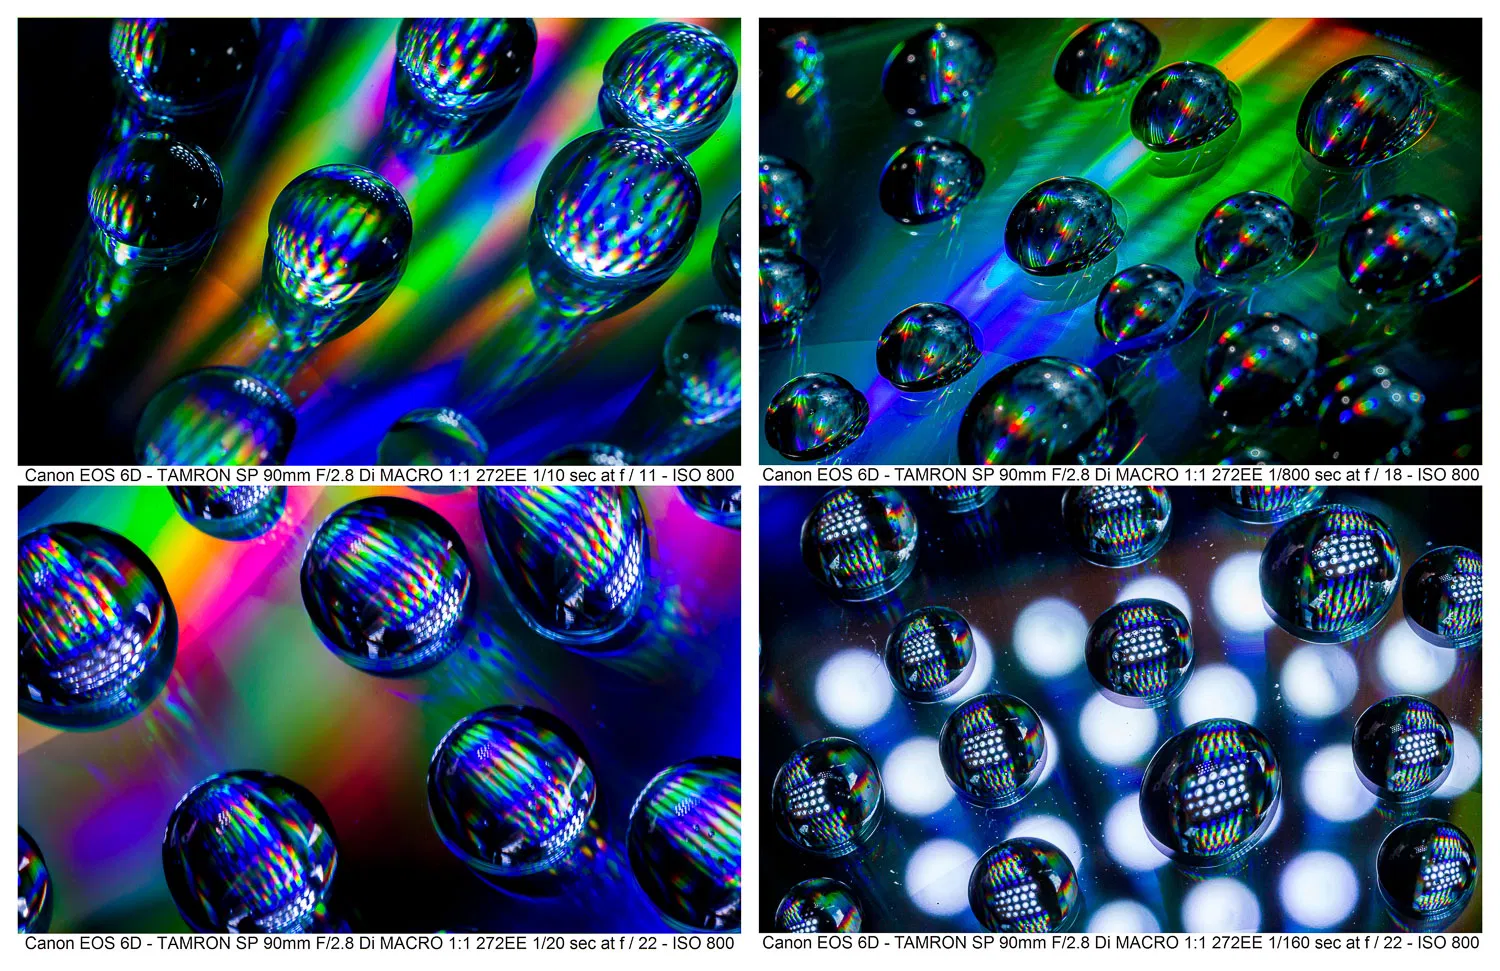 Canon EOS 6D - TAMRON SP 90mm F/2.8 Di MACRO 1:1 272EE 1/10 sec at f / 11 - ISO 800
Canon EOS 6D - TAMRON SP 90mm F/2.8 Di MACRO 1:1 272EE 1/800 sec at f / 18 - ISO 800
Canon EOS 6D - TAMRON SP 90mm F/2.8 Di MACRO 1:1 272EE 1/20 sec at f / 22 - ISO 800
Canon EOS 6D - TAMRON SP 90mm F/2.8 Di MACRO 1:1 272EE 1/160 sec at f / 22 - ISO 800